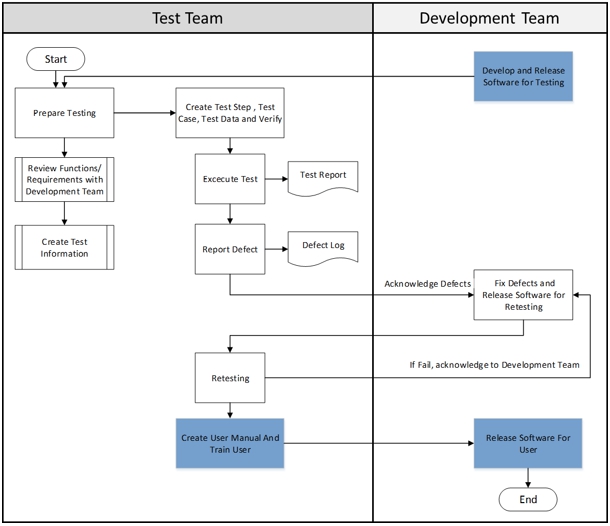 Test Team
Development Team
Start
Develop and Release
Software for Testing
Prepare Testing
Create Test Step , Test
Case, Test Data and Verify
Review Functions/
Requirements with
Development Team
Excecute Test
Test Report
Create Test
Information
Report Defect
Defect Log
Acknowledge Defects
Fix Defects and
Release Software for
Retesting
If Fail, acknowledge to Development Team
Retesting
Create User Manual And
Train User
Release Software For
User
End